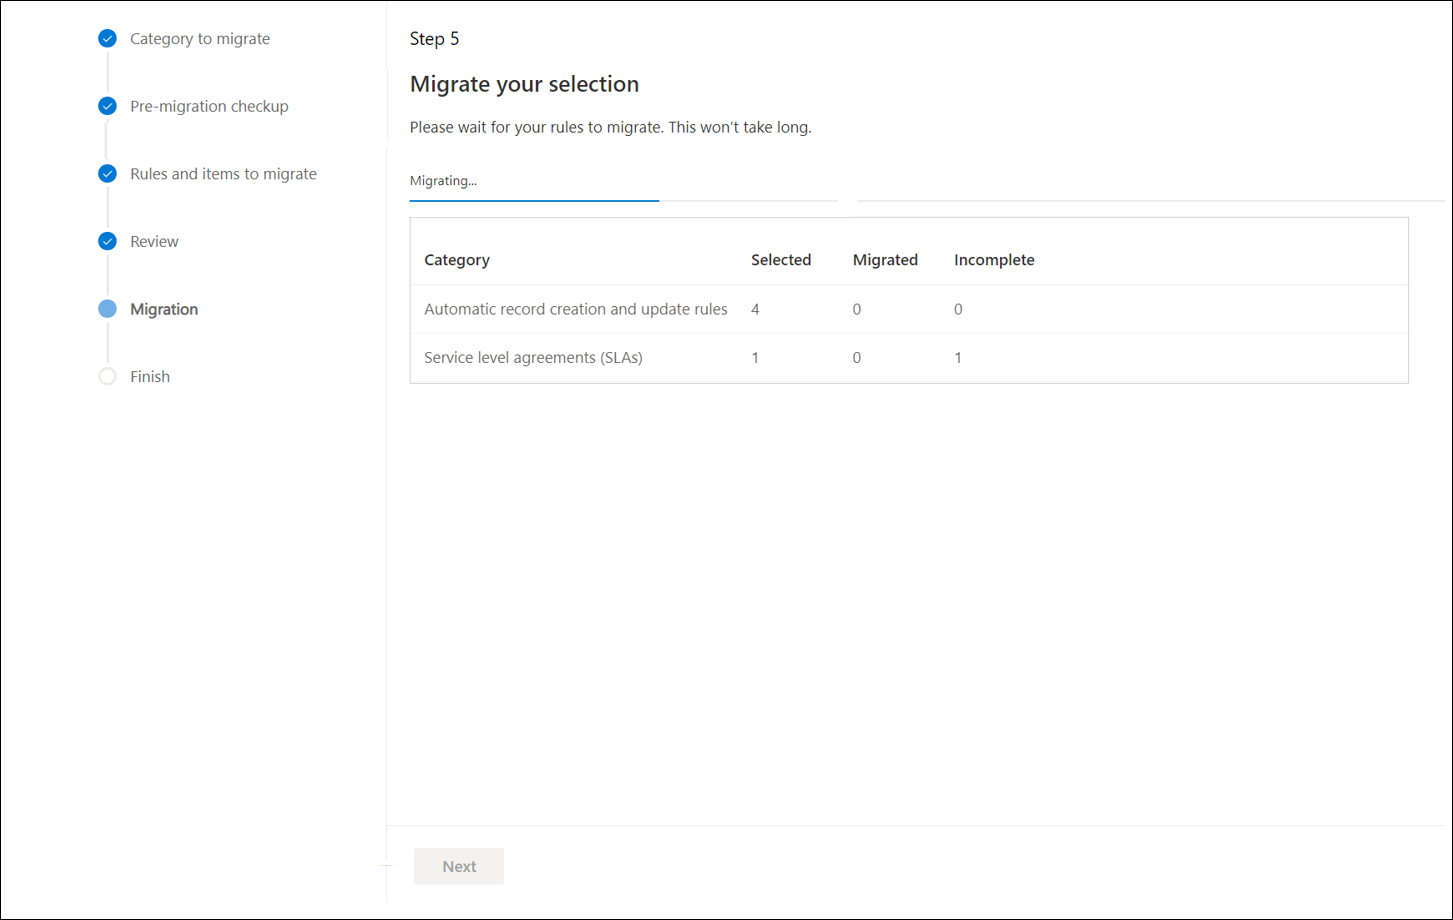 Category to migrate
Pre-migration checkup
Rules and items to migrate
Review
Migration
Finish
Step 5
Migrate your selection
Please wait for your rules to migrate. This won't take long.
Migrating...
Category Selected Migrated Incomplete
Automatic record creation and update rules 4 0 0
Service level agreements (SLAs) 1 0 1
Next